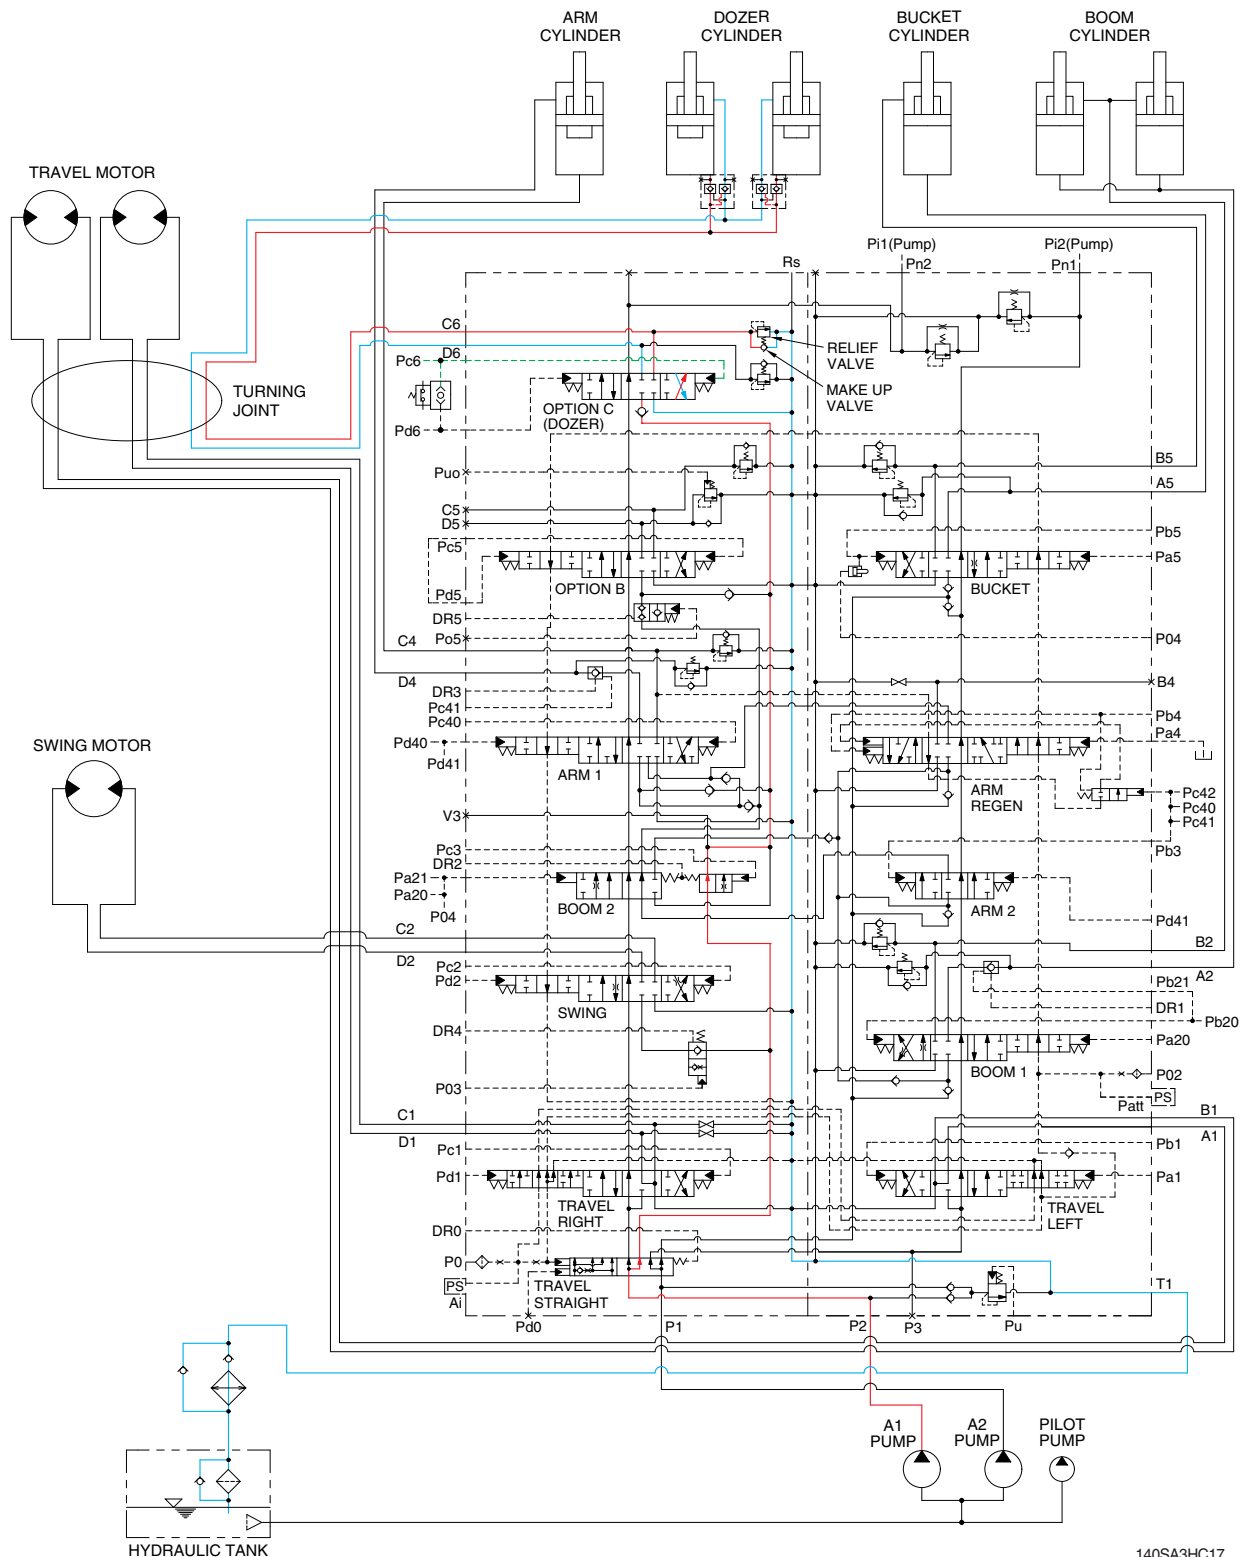 ARM
CYLINDER
DOZER
CYLINDER
BUCKET
CYLINDER
BOOM
CYLINDER
TRAVEL MOTOR
TURNING
JOINT
SWING MOTOR
Rs
Pi1(Pump)
Pn2
Pi2(Pump)
Pn1
C6
D6
Pc6
Pd6
RELIEF
VALVE
MAKE UP
VALVE
OPTION C
(DOZER)
Puo
C5
D5
Pc5
Pd5
OPTION B
DR5
Po5
B5
A5
Pb5
Pa5
BUCKET
P04
C4
D4
DR3
Pc41
Pc40
Pd40
Pd41
ARM 1
B4
Pb4
Pa4
ARM
REGEN
Pc42
Pc40
Pc41
V3
Pc3
DR2
Pa21
Pa20
P04
BOOM 2
Pb3
ARM 2
Pd41
C2
D2
Pc2
Pd2
SWING
B2
A2
Pb21
DR1
Pb20
Pa20
BOOM 1
DR4
P03
P02
PS
Patt
C1
D1
Pc1
Pd1
TRAVEL
RIGHT
B1
A1
Pb1
Pa1
TRAVEL
LEFT
DR0
P0
PS
Ai
TRAVEL
STRAIGHT
Pd0
P1
P2
P3
Pu
T1
A1
PUMP
A2
PUMP
PILOT
PUMP
HYDRAULIC TANK
140SA3HC17